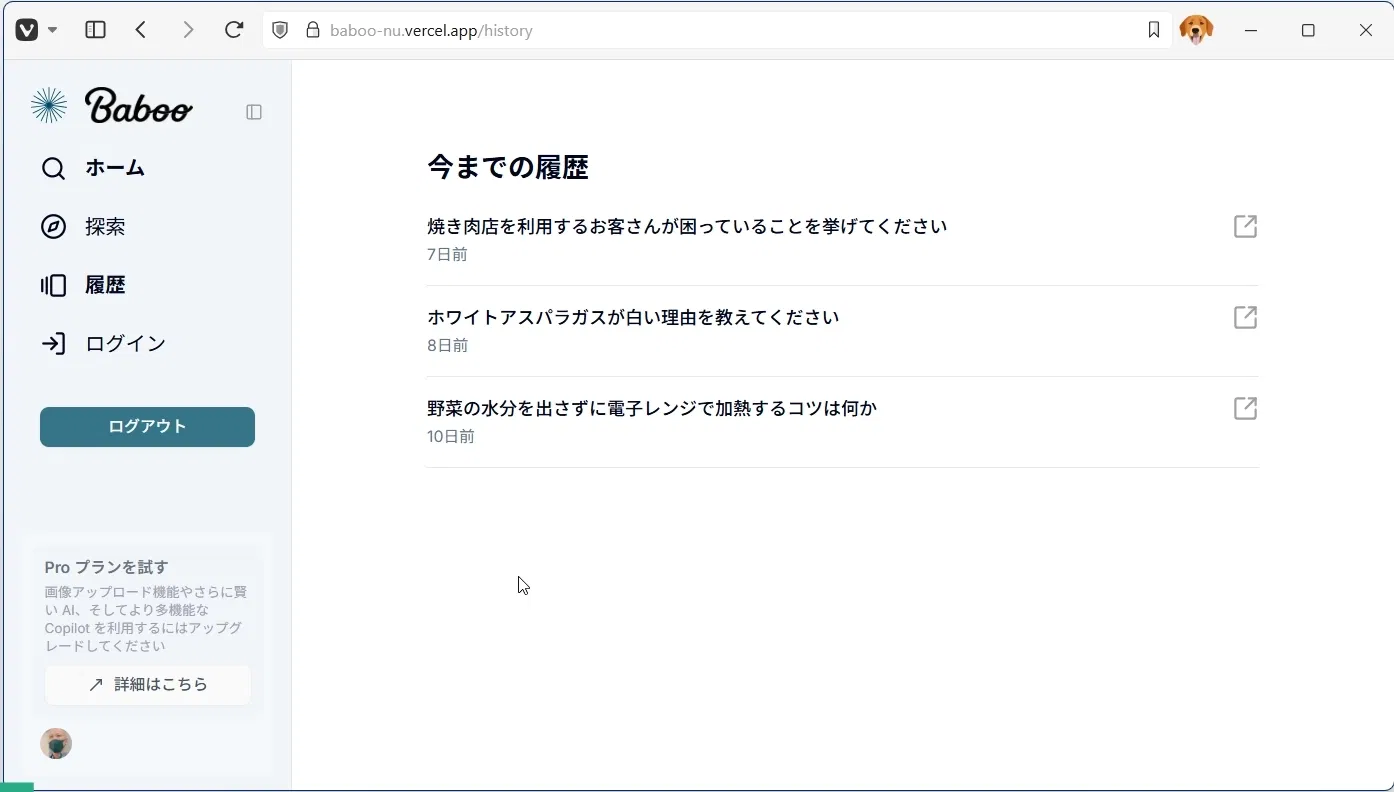 baboo-nu.vercel.app/history
Baboo
ホーム
探索
履歴
ログイン
ログアウト
Pro プランを試す
画像アップロード機能やさらに賢
い AI、そしてより多機能な
Copilot を利用するにはアップグ
レードしてください
詳細はこちら
今までの履歴
焼き肉店を利用するお客さんが困っていることを挙げてください
7日前
ホワイトアスパラガスが白い理由を教えてください
8日前
野菜の水分を出さずに電子レンジで加熱するコツは何か
10日前